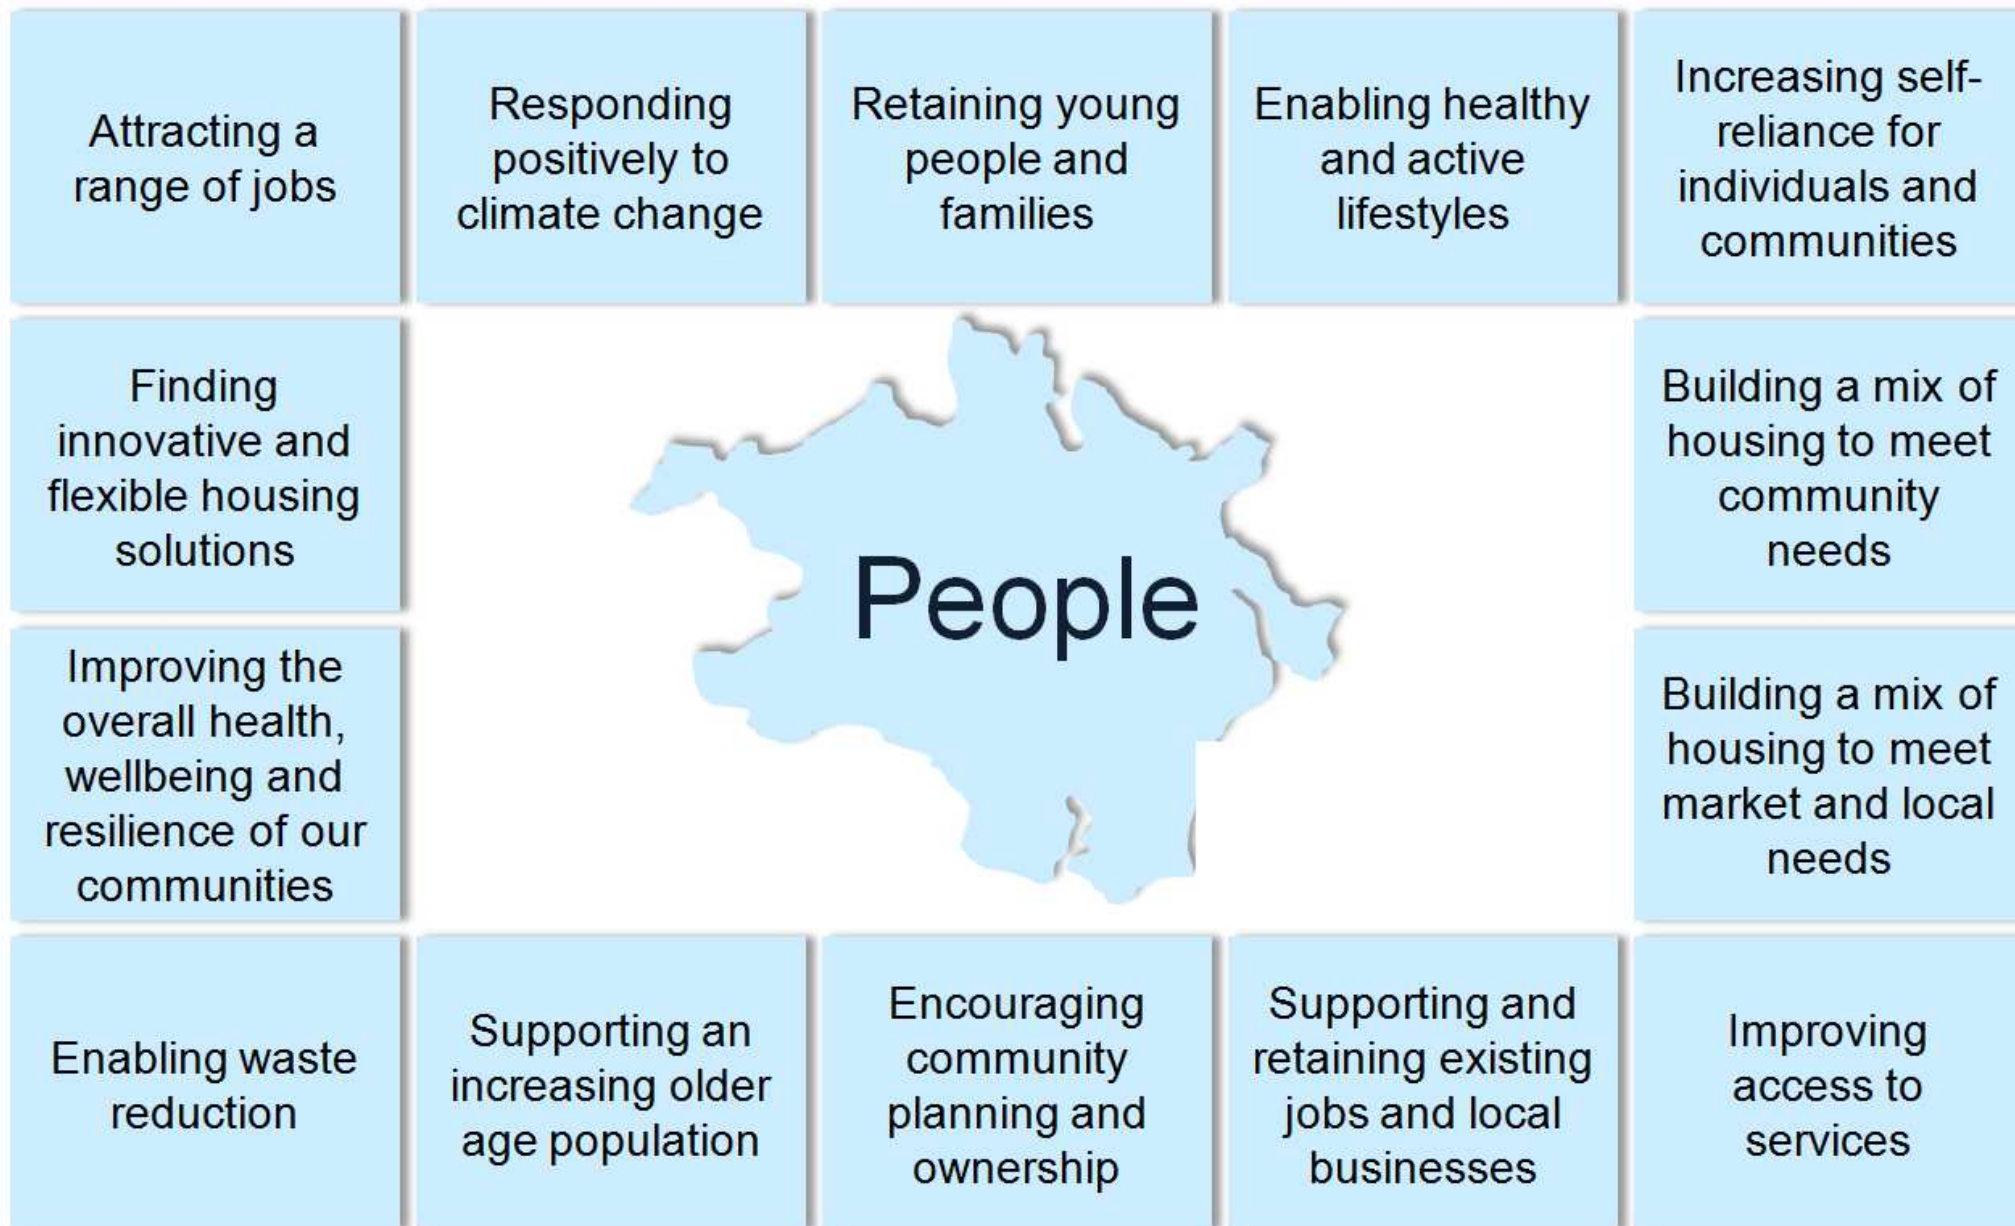 Attracting a
range of jobs
Responding
positively to
climate change
Retaining young
people and
families
Enabling healthy
and active
lifestyles
Increasing self-
reliance for
individuals and
communities
Finding
innovative and
flexible housing
solutions
People
Building a mix of
housing to meet
community
needs
Improving the
overall health,
wellbeing and
resilience of our
communities
Building a mix of
housing to meet
market and local
needs
Enabling waste
reduction
Supporting an
increasing older
age population
Encouraging
community
planning and
ownership
Supporting and
retaining existing
jobs and local
businesses
Improving
access to
services